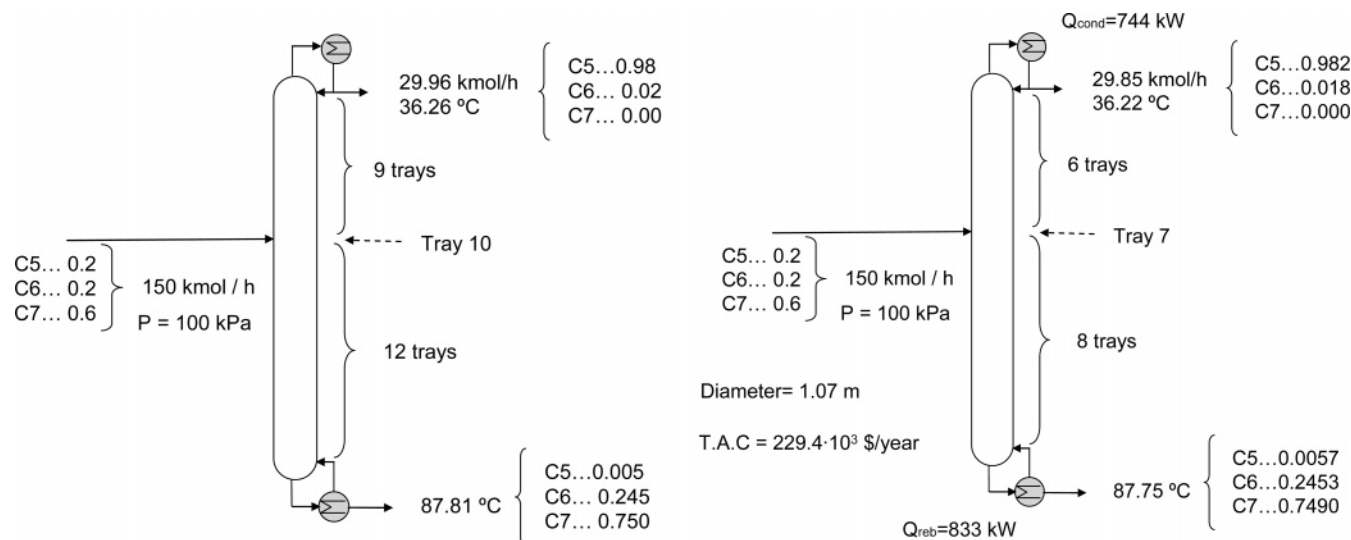 29.96 kmol/h
36.26 ºC
C5...0.98
C6... 0.02
C7... 0.00
9 trays
Tray 10
C5... 0.2
C6... 0.2
C7... 0.6
150 kmol / h
P = 100 kPa
12 trays
87.81 ºC
C5...0.005
C6... 0.245
C7... 0.750
Qcond=744 kW
29.85 kmol/h
36.22 ºC
C5...0.982
C6...0.018
C7...0.000
6 trays
Tray 7
C5... 0.2
C6... 0.2
C7... 0.6
150 kmol / h
P = 100 kPa
8 trays
Diameter= 1.07 m
T.A.C = 229.4·10³ $/year
87.75 ºC
C5...0.0057
C6...0.2453
C7...0.7490
Qreb=833 kW